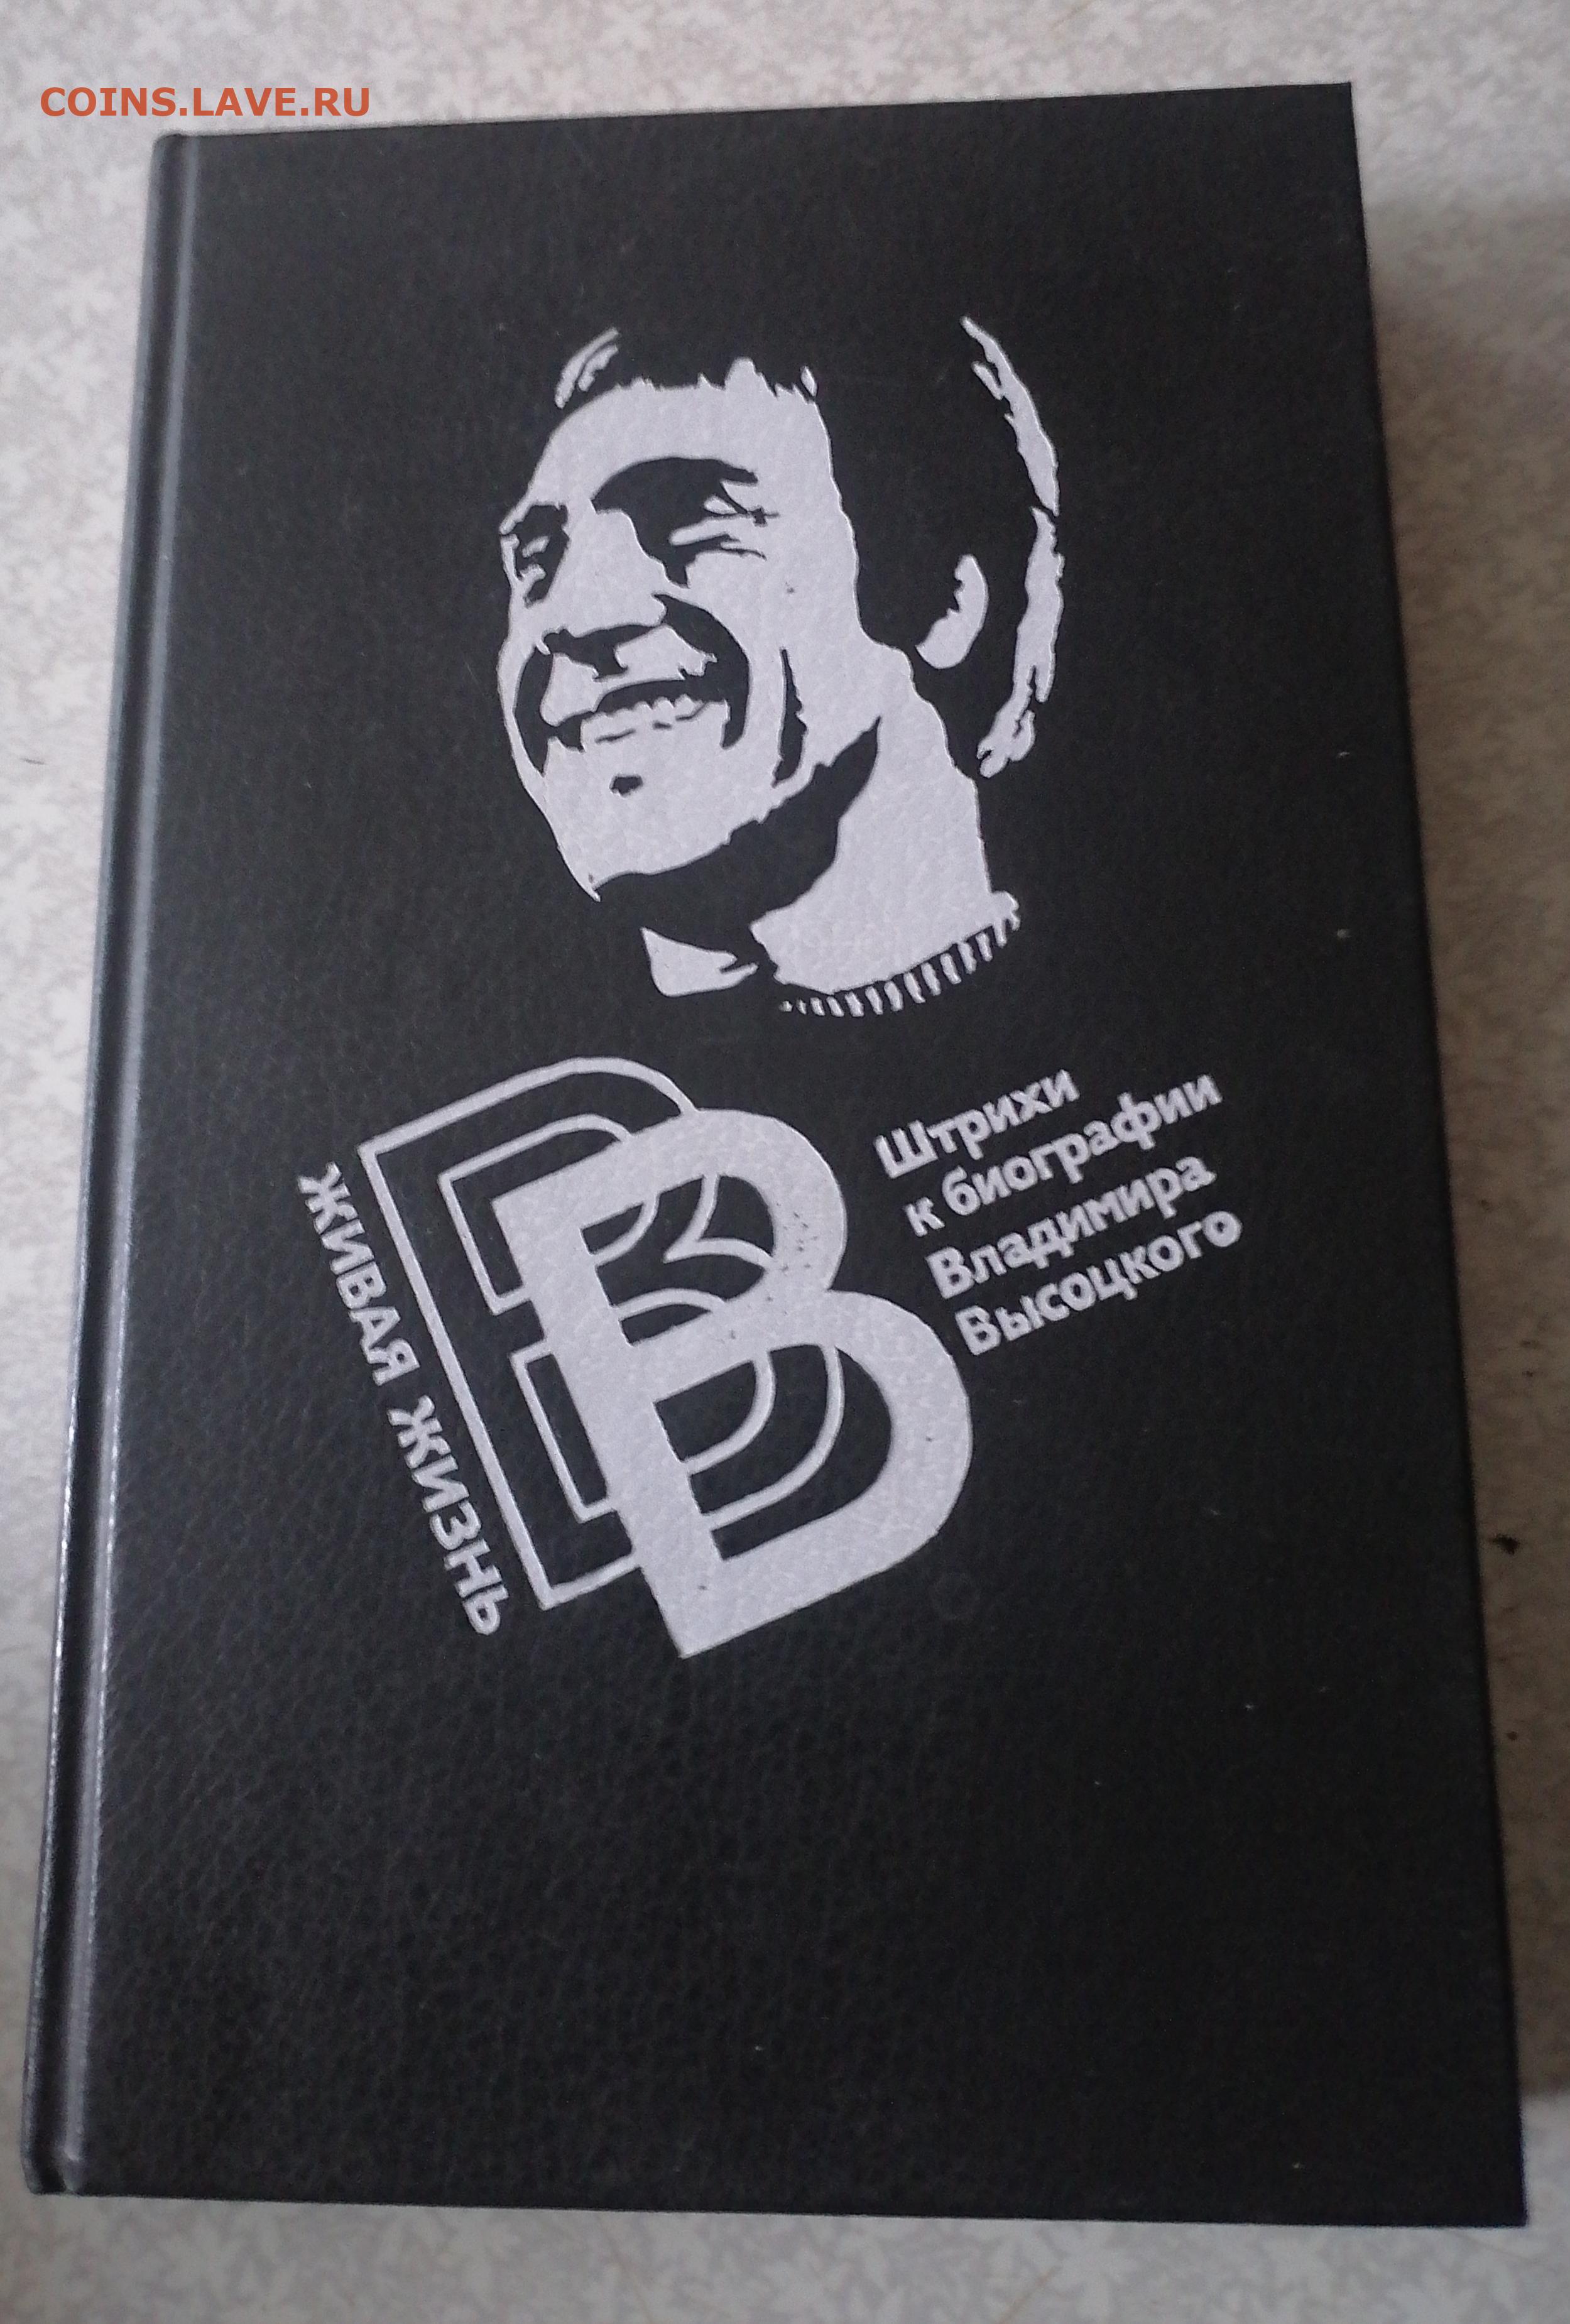 COINS.LAVE.RU
ЖИВАЯ ЖИЗНЬ
ВВ
Штрихи
к биографии
Владимира
Высоцкого